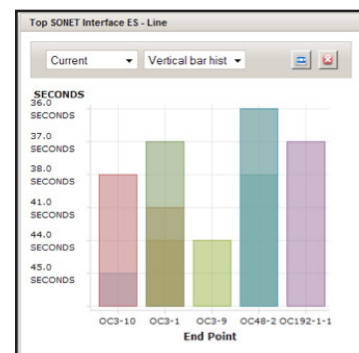 Top SONET Interface ES - Line
Current Vertical bar hist
SECONDS
36.0
SECONDS
37.0
SECONDS
38.0
SECONDS
41.0
SECONDS
44.0
SECONDS
45.0
SECONDS
OC3-10 OC3-1 OC3-9 OC48-2 OC192-1-1
End Point